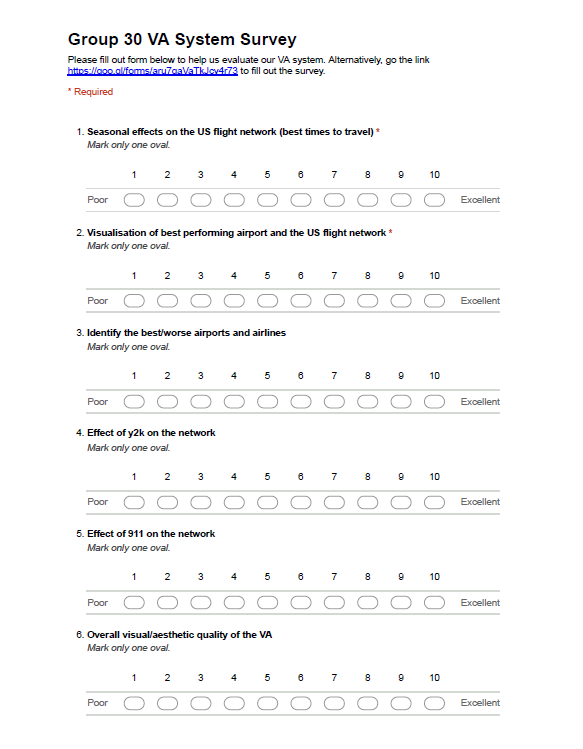 Group 30 VA System Survey
Please fill out form below to help us evaluate our VA system. Alternatively, go the link
https://goo.gl/forms/aru7gaVaTkJcv4r73 to fill out the survey.
* Required
1. Seasonal effects on the US flight network (best times to travel) *
Mark only one oval.
1 2 3 4 5 6 7 8 9 10
Poor Excellent
2. Visualisation of best performing airport and the US flight network *
Mark only one oval.
1 2 3 4 5 6 7 8 9 10
Poor Excellent
3. Identify the best/worse airports and airlines
Mark only one oval.
1 2 3 4 5 6 7 8 9 10
Poor Excellent
4. Effect of y2k on the network
Mark only one oval.
1 2 3 4 5 6 7 8 9 10
Poor Excellent
5. Effect of 911 on the network
Mark only one oval.
1 2 3 4 5 6 7 8 9 10
Poor Excellent
6. Overall visual/aesthetic quality of the VA
Mark only one oval.
1 2 3 4 5 6 7 8 9 10
Poor Excellent